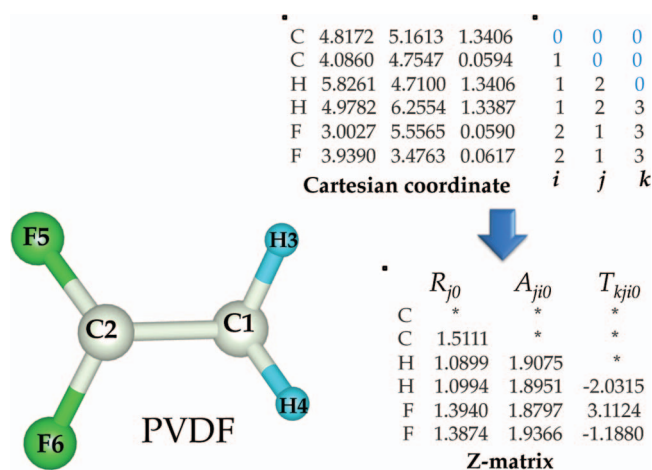 C 4.8172 5.1613 1.3406 0 0 0
C 4.0860 4.7547 0.0594 1 0 0
H 5.8261 4.7100 1.3406 1 2 0
H 4.9782 6.2554 1.3387 1 2 3
F 3.0027 5.5565 0.0590 2 1 3
F 3.9390 3.4763 0.0617 2 1 3
Cartesian coordinate i j k
F5
H3
C2 C1
H4
F6
PVDF
Rj0 Aji0 Tkji0
C * * *
C 1.5111 * *
H 1.0899 1.9075 *
H 1.0994 1.8951 -2.0315
F 1.3940 1.8797 3.1124
F 1.3874 1.9366 -1.1880
Z-matrix